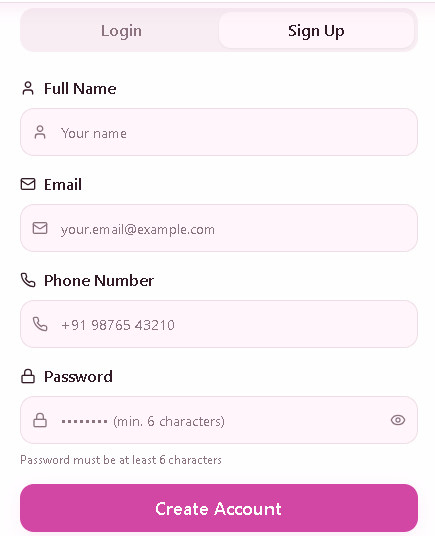 Login Sign Up
Full Name
Your name
Email
your.email@example.com
Phone Number
+91 98765 43210
Password
•••••••• (min. 6 characters)
Password must be at least 6 characters
Create Account